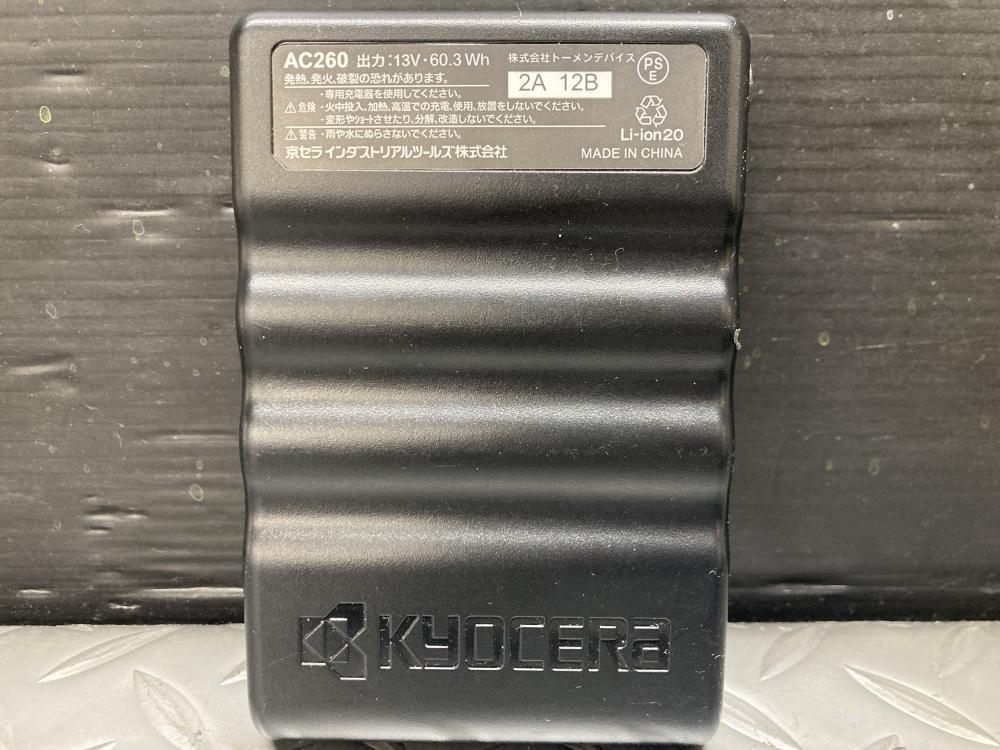 AC260 出力:13V・60.3 Wh 株式会社トーメンデバイス
PS
E
発熱、発火、破裂の恐れがあります。
2A 12B
・専用充電器を使用してください。
危険 ・火中投入、加熱、高温での充電、使用、放置をしないでください。
・変形やショートさせたり、分解、改造しないでください。
Li-ion20
警告 ・雨や水にぬらさないでください。
京セラインダストリアルツールズ株式会社 MADE IN CHINA
KYOCERA